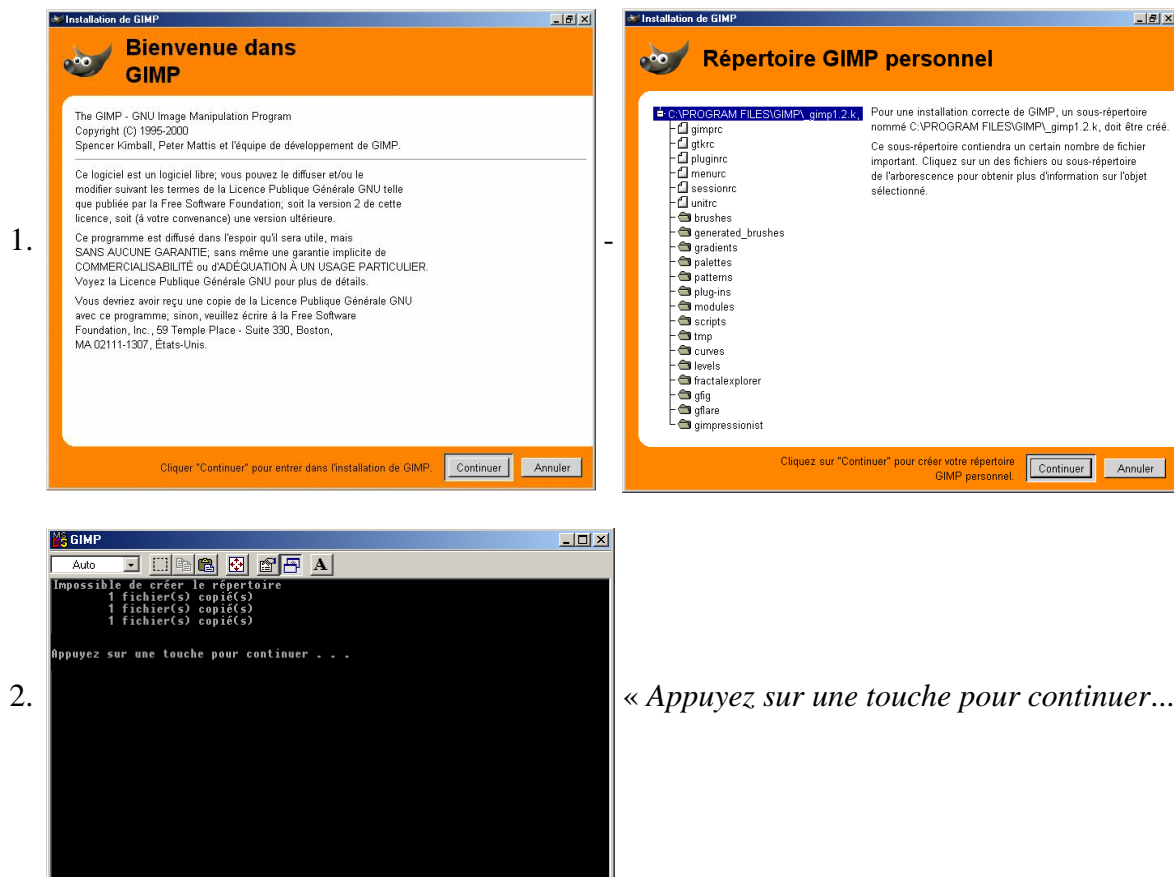 1.
Installation de GIMP
Bienvenue dans
GIMP
The GIMP - GNU Image Manipulation Program
Copyright (C) 1995-2000
Spencer Kimball, Peter Mattis et l'équipe de développement de GIMP.
Ce logiciel est un logiciel libre; vous pouvez le diffuser et/ou le
modifier suivant les termes de la Licence Publique Générale GNU telle
que publiée par la Free Software Foundation; soit la version 2 de cette
licence, soit (à votre convenance) une version ultérieure.
Ce programme est diffusé dans l'espoir qu'il sera utile, mais
SANS AUCUNE GARANTIE; sans même une garantie implicite de
COMMERCIALISABILITÉ ou d'ADÉQUATION À UN USAGE PARTICULIER.
Voyez la Licence Publique Générale GNU pour plus de détails.
Vous devriez avoir reçu une copie de la Licence Publique Générale GNU
avec ce programme; sinon, veuillez écrire à la Free Software
Foundation, Inc., 59 Temple Place - Suite 330, Boston,
MA 02111-1307, États-Unis.
Cliquer "Continuer" pour entrer dans l'installation de GIMP.
Continuer
Annuler
-
Installation de GIMP
Répertoire GIMP personnel
C:\PROGRAM FILES\GIMP\_gimp1.2.k,
gimprc
gtkrc
pluginrc
menurc
sessionrc
unitrc
brushes
generated_brushes
gradients
palettes
patterns
plug-ins
modules
scripts
tmp
curves
levels
fractalexplorer
gfig
gflare
gimpressionist
Pour une installation correcte de GIMP, un sous-répertoire
nommé C:\PROGRAM FILES\GIMP\_gimp1.2.k, doit être créé.
Ce sous-répertoire contiendra un certain nombre de fichier
important. Cliquez sur un des fichiers ou sous-répertoire
de l'arborescence pour obtenir plus d'information sur l'objet
sélectionné.
Cliquez sur "Continuer" pour créer votre répertoire
GIMP personnel.
Continuer
Annuler
2.
GIMP
Auto
A
Impossible de créer le répertoire
1 fichier(s) copié(s)
1 fichier(s) copié(s)
1 fichier(s) copié(s)
Appuyez sur une touche pour continuer . . .
« Appuyez sur une touche pour continuer...